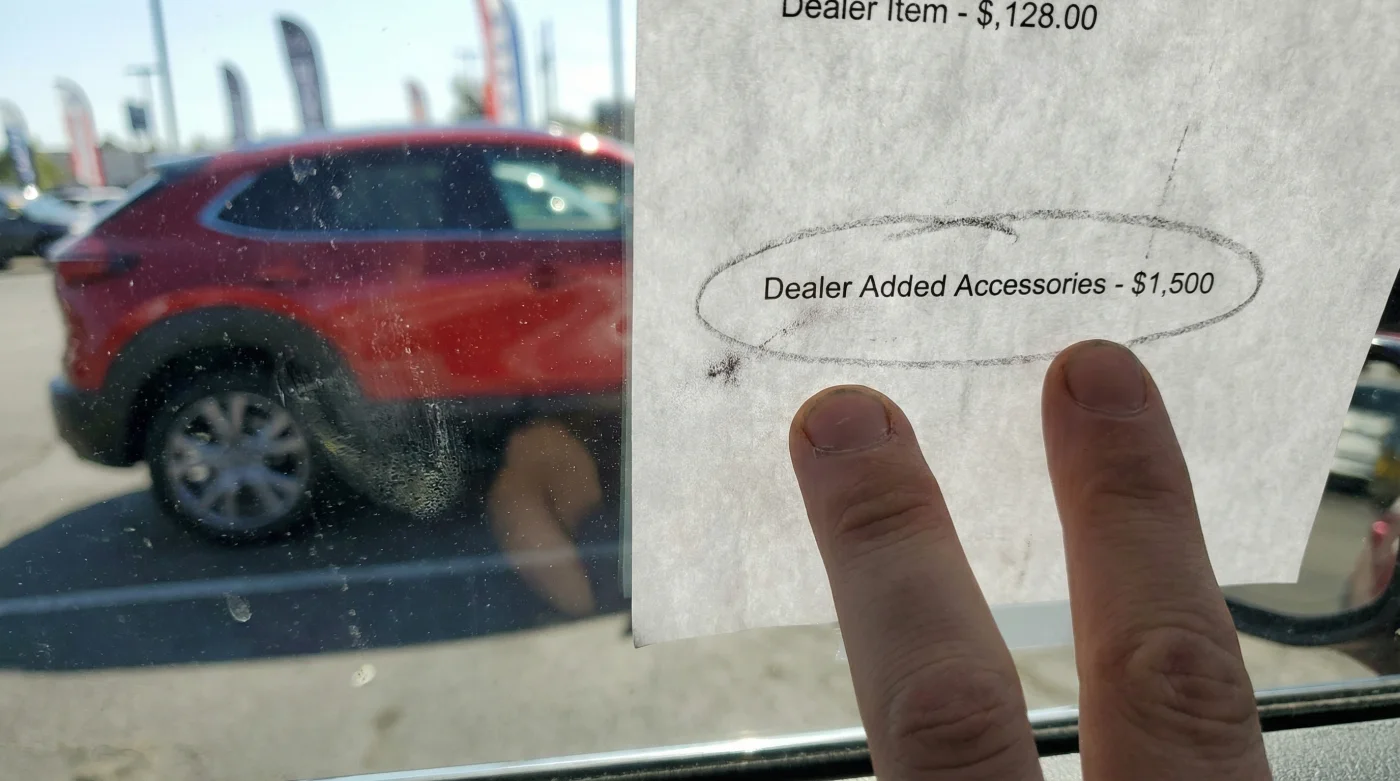 Dealer Item - $,128.00
Dealer Added Accessories - $1,500